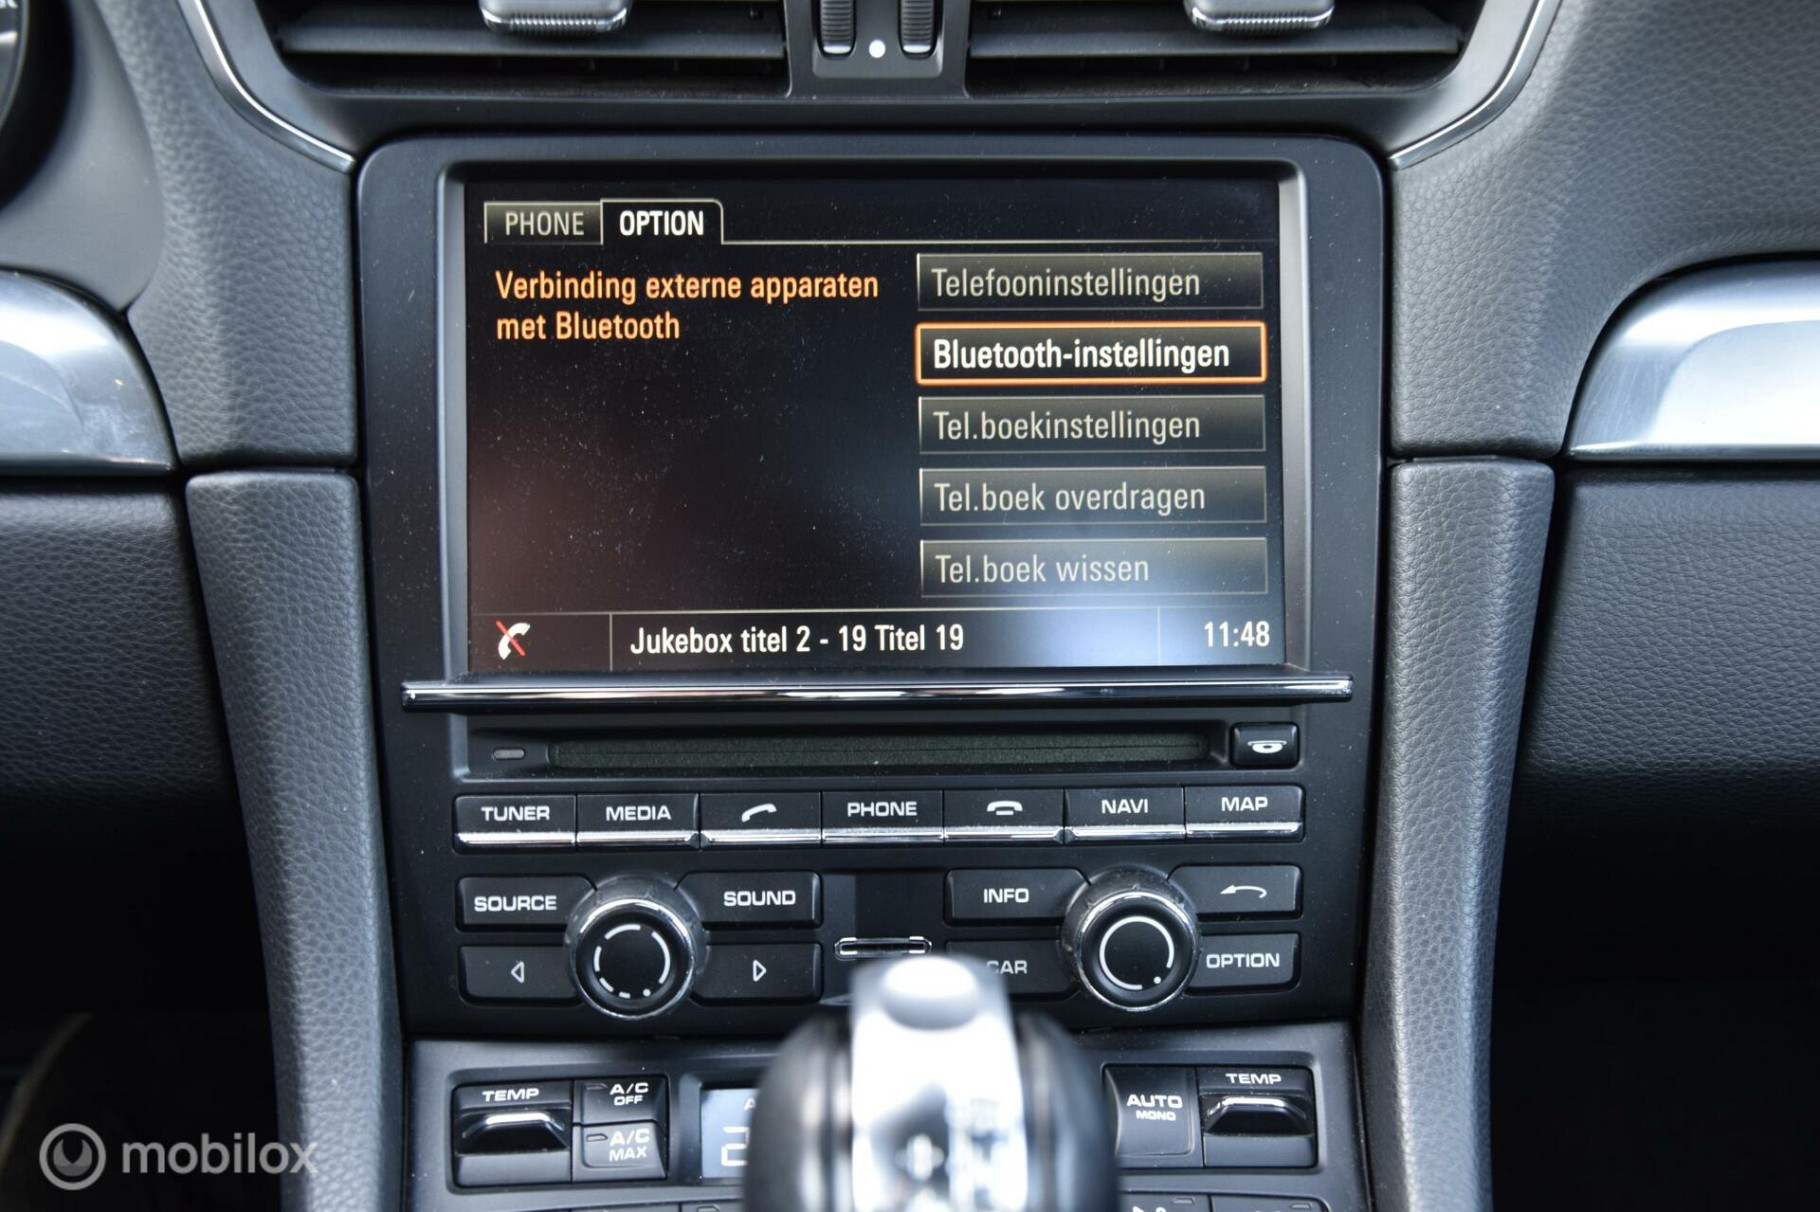 PHONE OPTION
Verbinding externe apparaten
met Bluetooth
Telefooninstellingen
Bluetooth-instellingen
Tel.boekinstellingen
Tel.boek overdragen
Tel.boek wissen
Jukebox titel 2 - 19 Titel 19 11:48
TUNER MEDIA PHONE NAVI MAP
SOURCE SOUND INFO
CAR OPTION
TEMP A/C OFF AUTO MONO TEMP
A/C MAX
mobilox